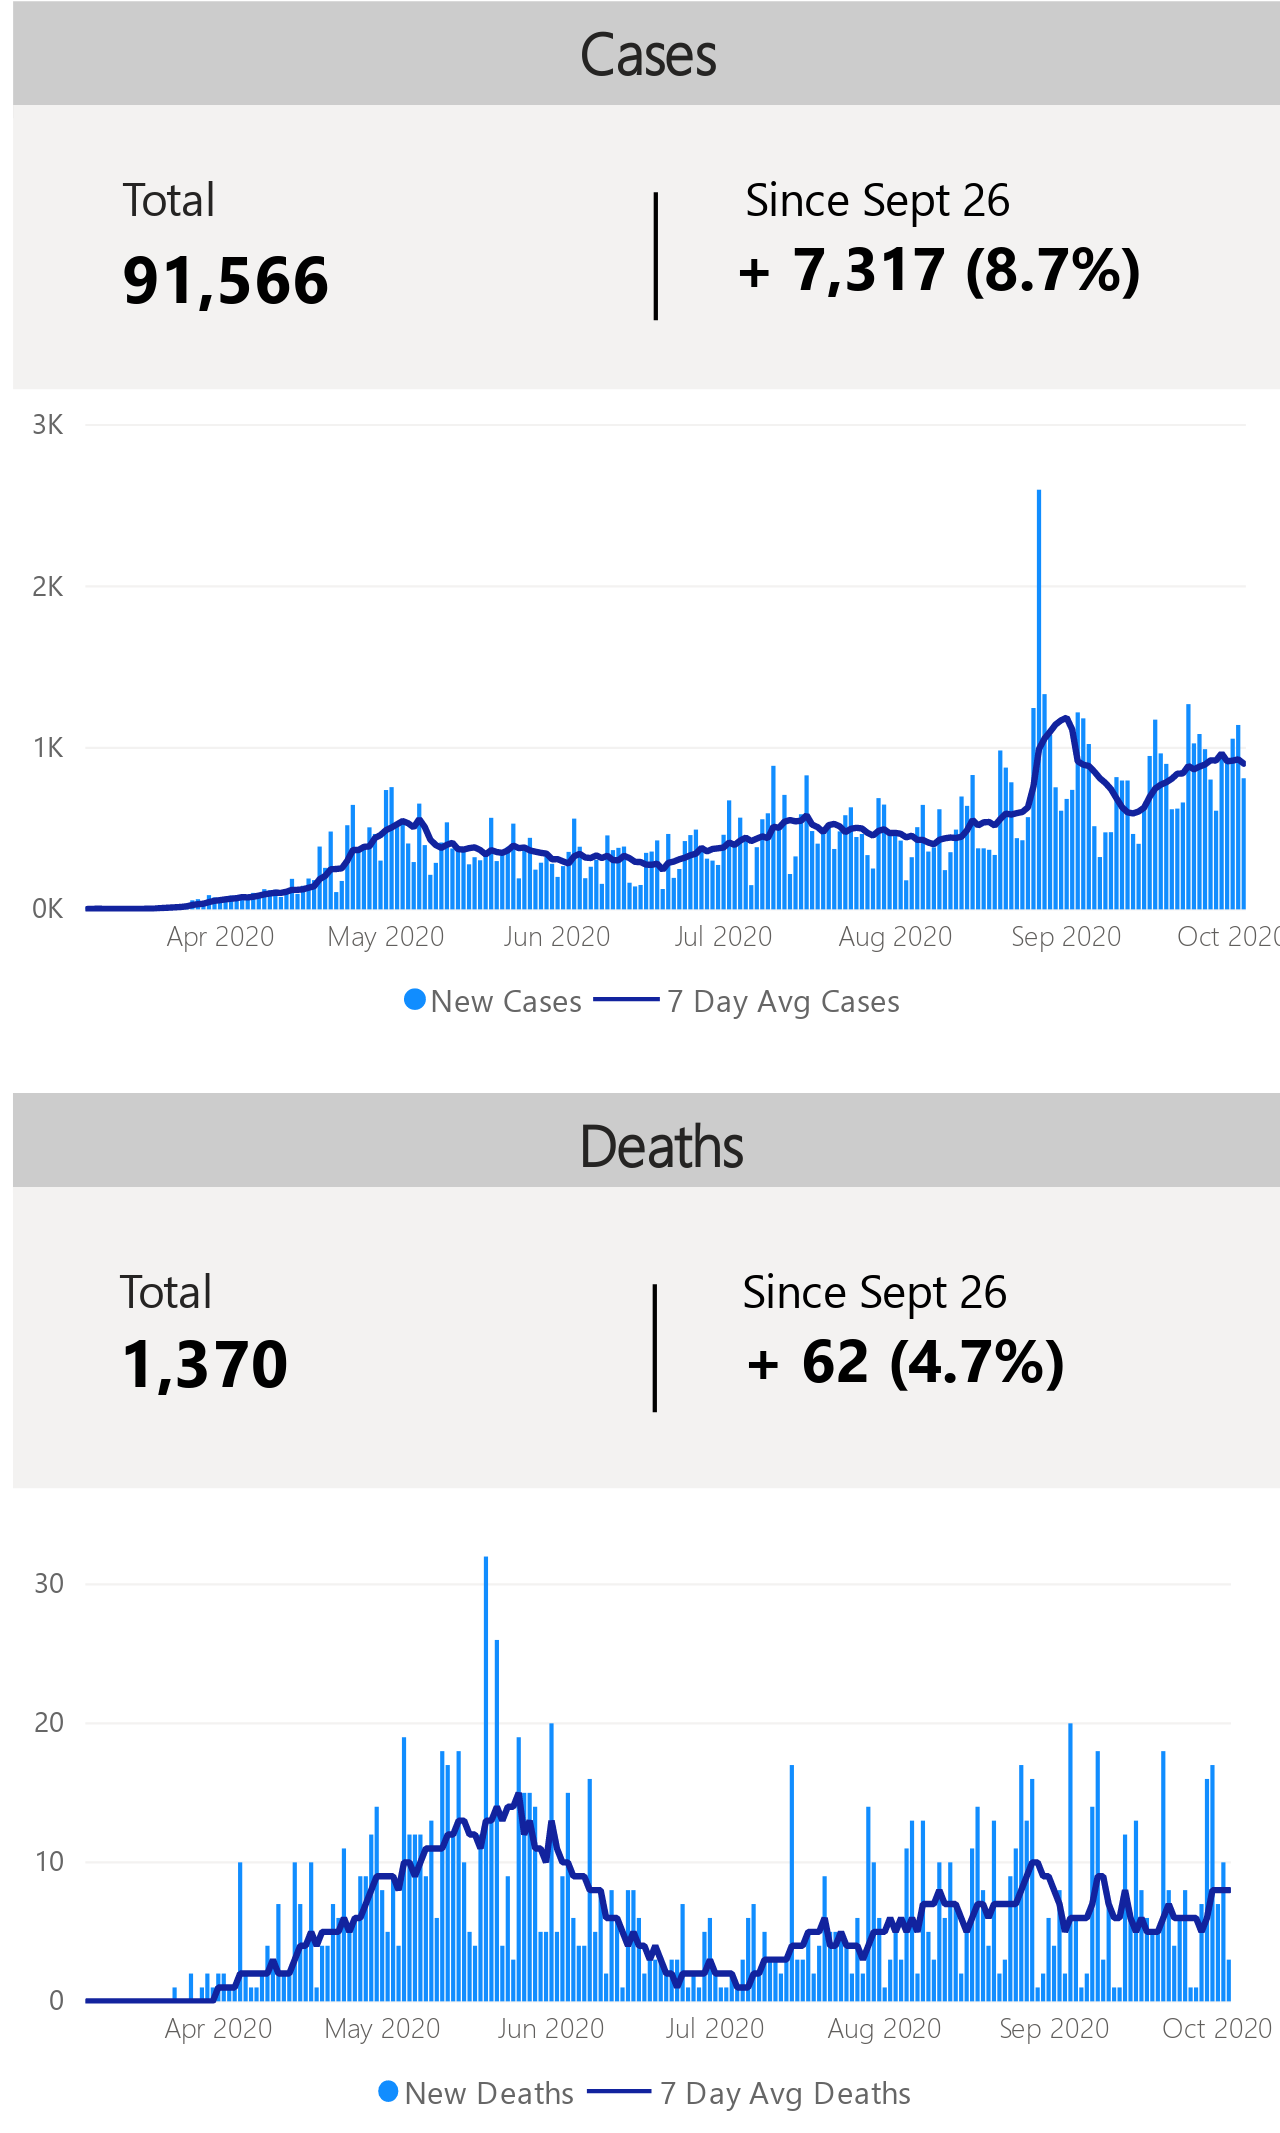 Cases
Total
Since Sept 26
91,566
+ 7,317 (8.7%)
3K
2K
1K
0K
Apr 2020 May 2020 Jun 2020 Jul 2020 Aug 2020 Sep 2020 Oct 2020
New Cases 7 Day Avg Cases
Deaths
Total
Since Sept 26
1,370
+ 62 (4.7%)
30
20
10
0
Apr 2020 May 2020 Jun 2020 Jul 2020 Aug 2020 Sep 2020 Oct 2020
New Deaths 7 Day Avg Deaths